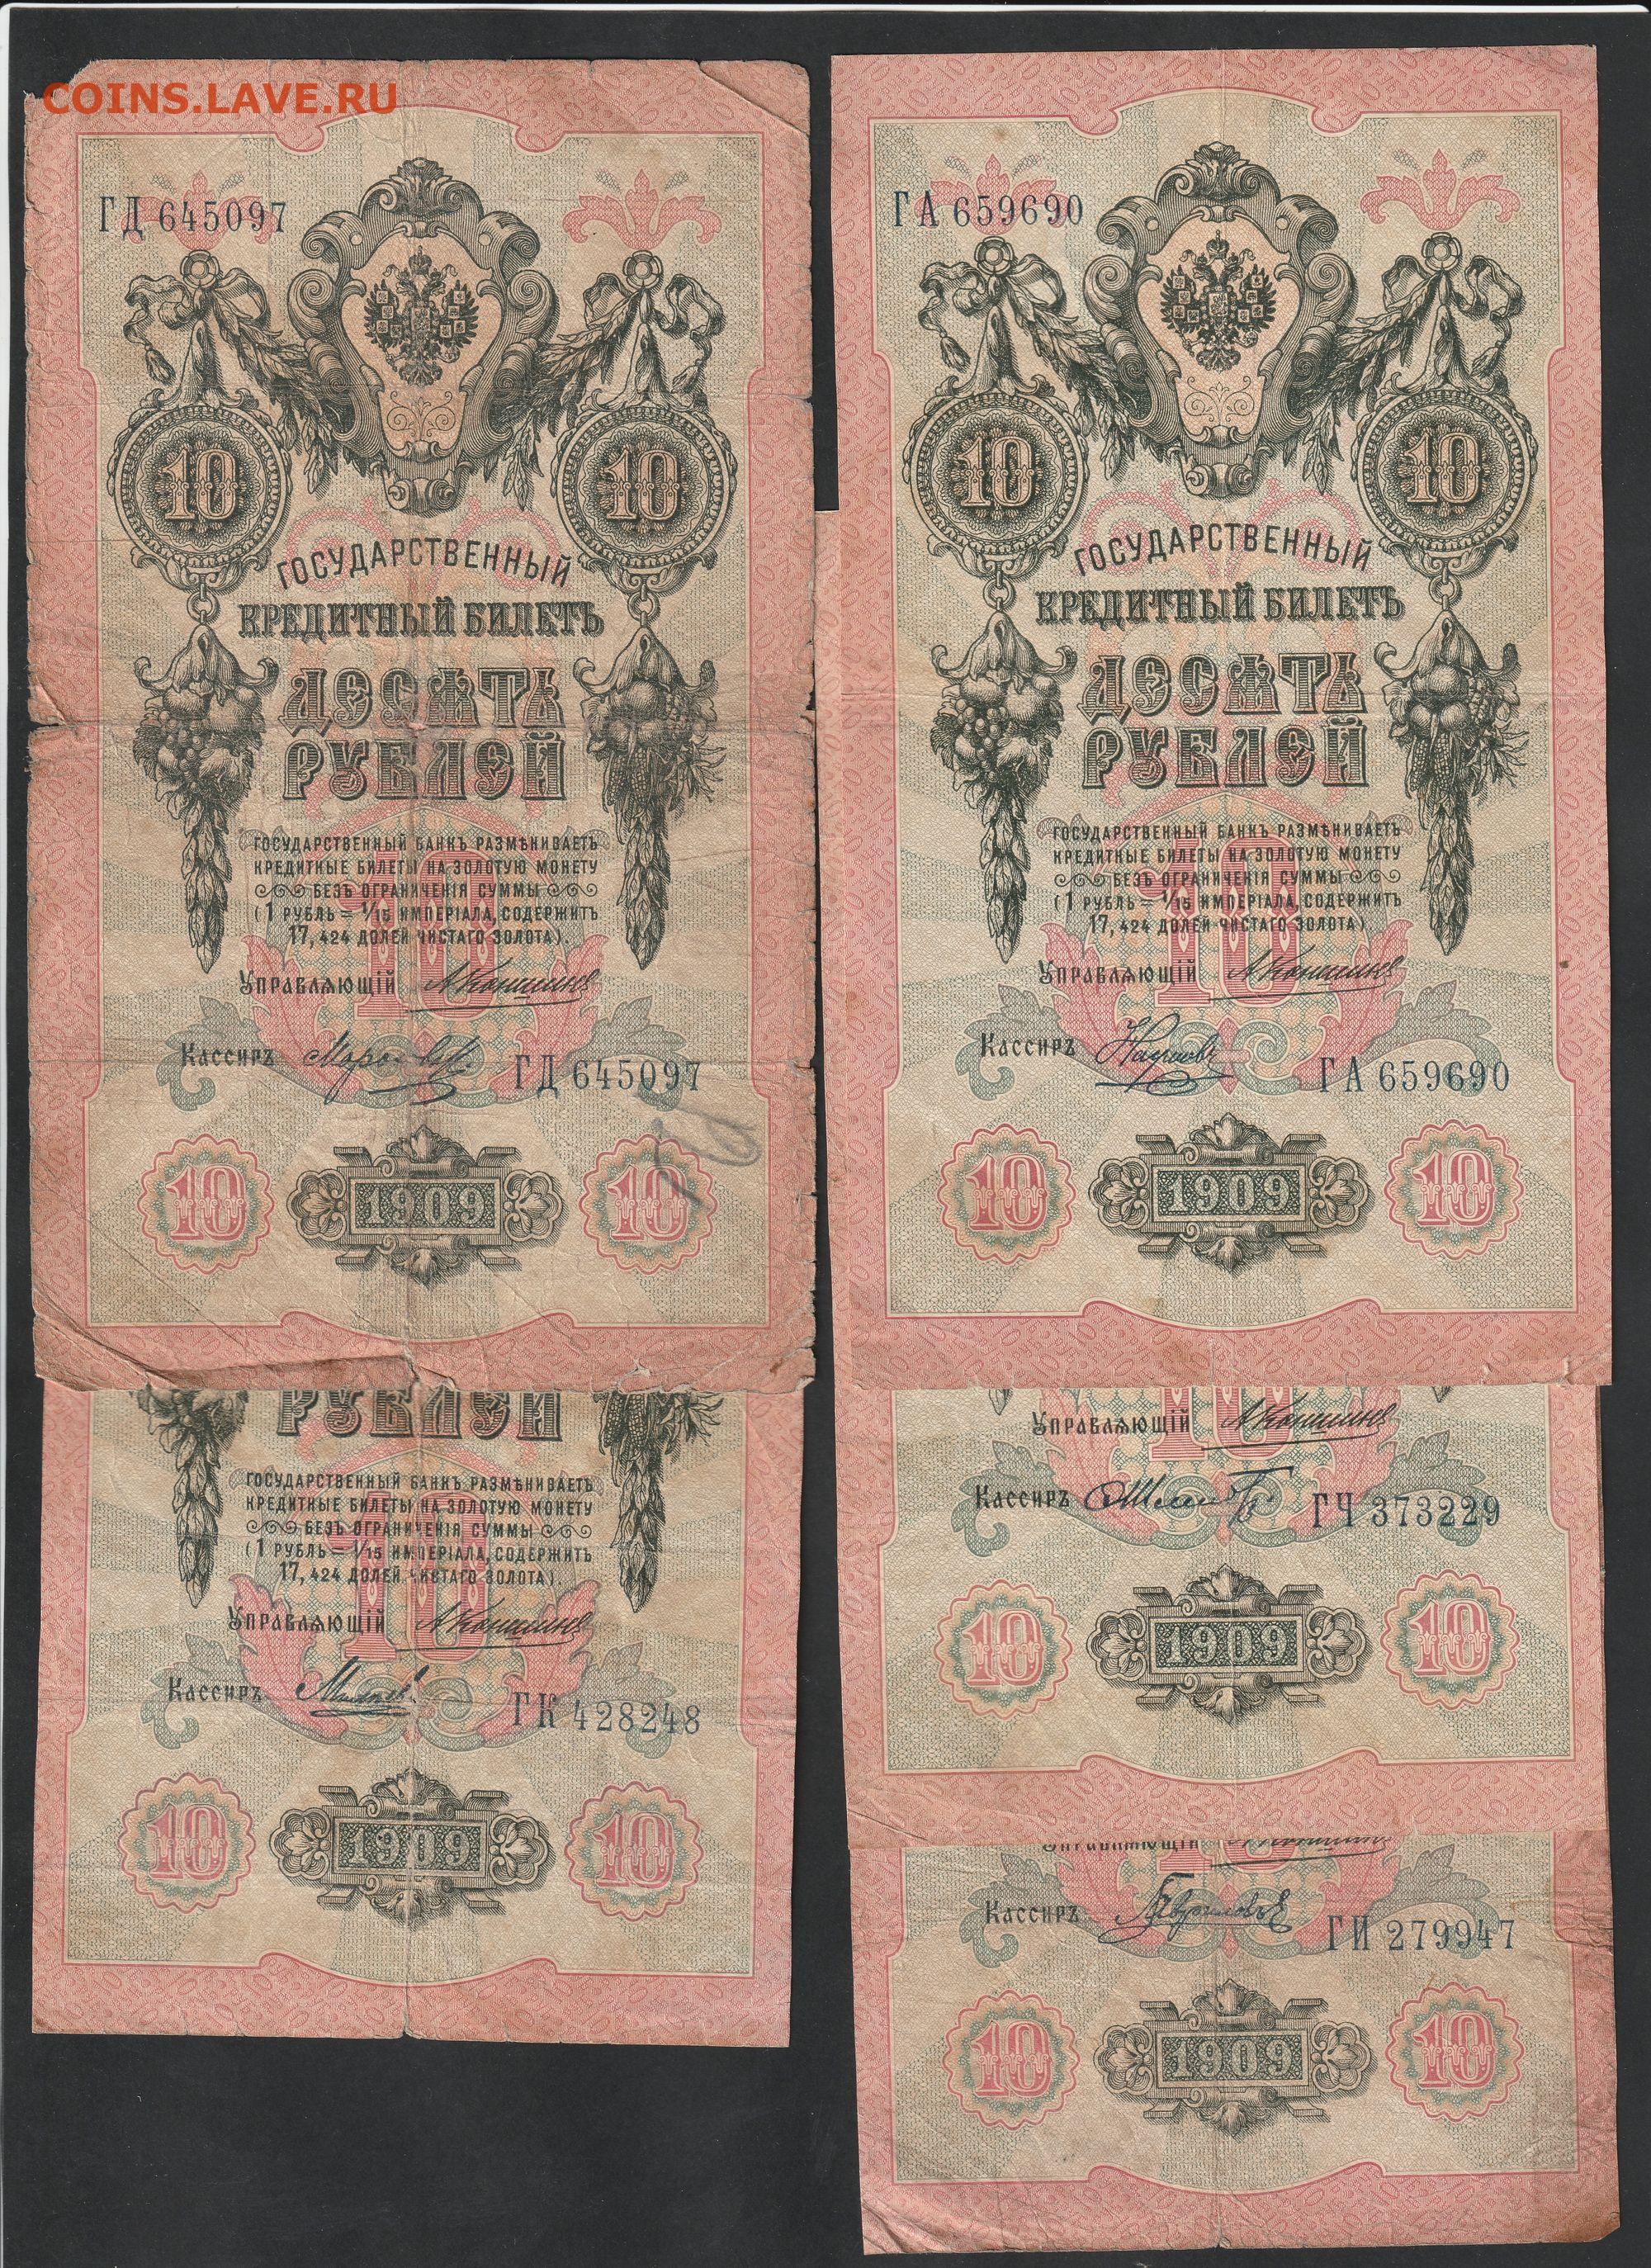 COINS.LAVE.RU
ГД 645097
10 10
ГОСУДАРСТВЕННЫЙ
КРЕДИТНЫЙ БИЛЕТЪ
ДЕСЯТЬ
РУБЛЕЙ
ГОСУДАРСТВЕННЫЙ БАНКЪ РАЗМѢНИВАЕТЪ
КРЕДИТНЫЕ БИЛЕТЫ НА ЗОЛОТУЮ МОНЕТУ
БЕЗЪ ОГРАНИЧЕНІЯ СУММЫ
(1 РУБЛЬ = 1/15 ИМПЕРІАЛА, СОДЕРЖИТЪ
17,424 ДОЛЕЙ ЧИСТАГО ЗОЛОТА).
УПРАВЛЯЮЩІЙ АКоншинъ
КАССИРЪ
ГД 645097
10 1909 10
РУБЛЕЙ
ГОСУДАРСТВЕННЫЙ БАНКЪ РАЗМѢНИВАЕТЪ
КРЕДИТНЫЕ БИЛЕТЫ НА ЗОЛОТУЮ МОНЕТУ
БЕЗЪ ОГРАНИЧЕНІЯ СУММЫ
(1 РУБЛЬ = 1/15 ИМПЕРІАЛА, СОДЕРЖИТЪ
17,424 ДОЛЕЙ ЧИСТАГО ЗОЛОТА).
УПРАВЛЯЮЩІЙ АКоншинъ
КАССИРЪ
ГК 428248
10 1909 10
ГА 659690
10 10
ГОСУДАРСТВЕННЫЙ
КРЕДИТНЫЙ БИЛЕТЪ
ДЕСЯТЬ
РУБЛЕЙ
ГОСУДАРСТВЕННЫЙ БАНКЪ РАЗМѢНИВАЕТЪ
КРЕДИТНЫЕ БИЛЕТЫ НА ЗОЛОТУЮ МОНЕТУ
БЕЗЪ ОГРАНИЧЕНІЯ СУММЫ
(1 РУБЛЬ = 1/15 ИМПЕРІАЛА, СОДЕРЖИТЪ
17,424 ДОЛЕЙ ЧИСТАГО ЗОЛОТА)
УПРАВЛЯЮЩІЙ АКоншинъ
КАССИРЪ
ГА 659690
10 1909 10
УПРАВЛЯЮЩІЙ АКоншинъ
КАССИРЪ
ГЧ 373229
10 1909 10
КАССИРЪ
ГИ 279947
10 1909 10